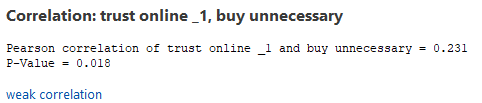 Correlation: trust online _1, buy unnecessary
Pearson correlation of trust online _1 and buy unnecessary = 0.231
P-Value = 0.018
weak correlation